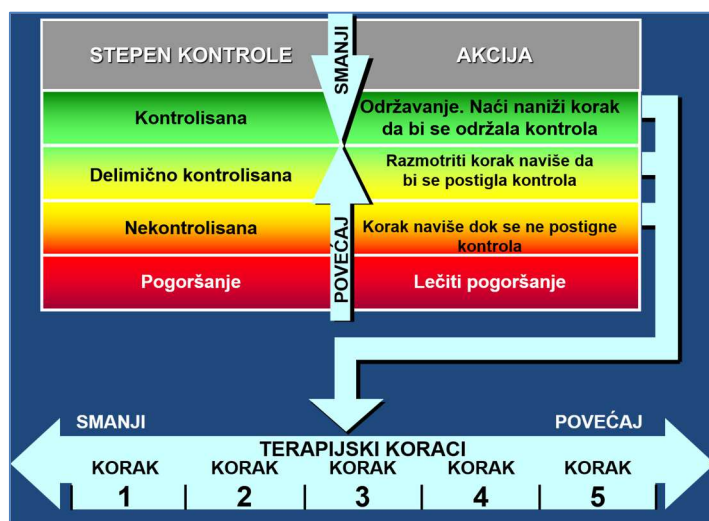 STEPEN KONTROLE
SMANJI
AKCIJA
Kontrolisana
Održavanje. Naći naniži korak
da bi se održala kontrola
Delimično kontrolisana
Razmotriti korak naviše da
bi se postigla kontrola
Nekontrolisana
POVEĆAJ
Korak naviše dok se ne postigne
kontrola
Pogoršanje
Lečiti pogoršanje
SMANJI
POVEĆAJ
TERAPIJSKI KORACI
KORAK KORAK KORAK KORAK KORAK
1 2 3 4 5